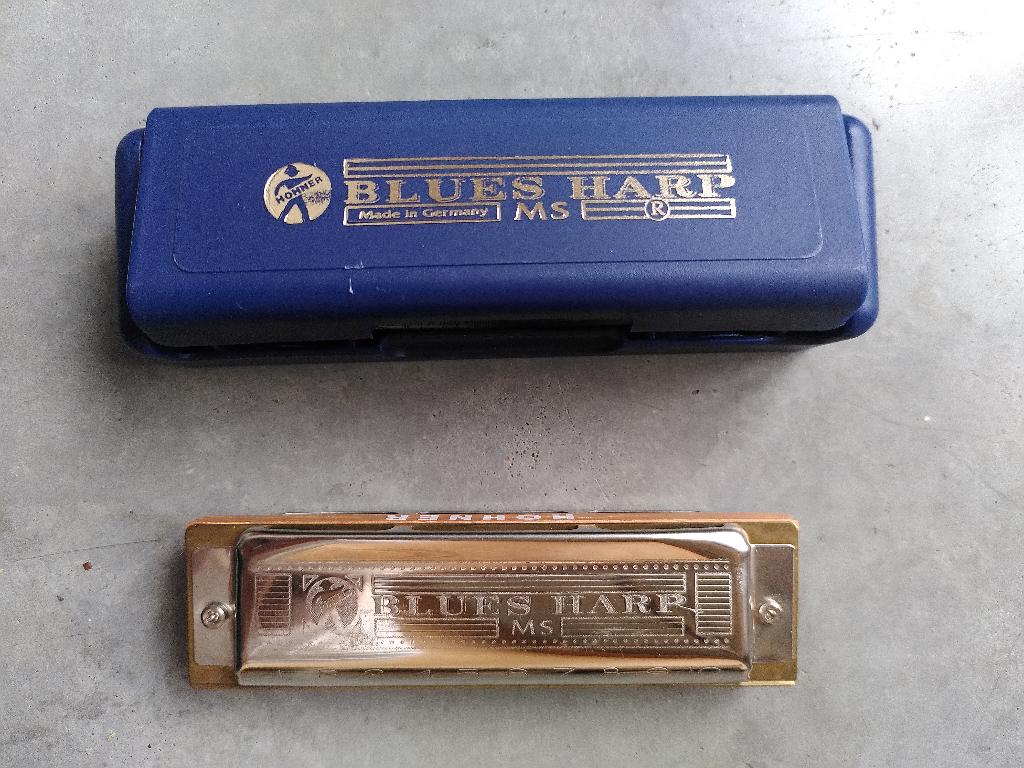 HOHNER
BLUES HARP
Made in Germany MS ®
HOHNER
BLUES HARP
MS